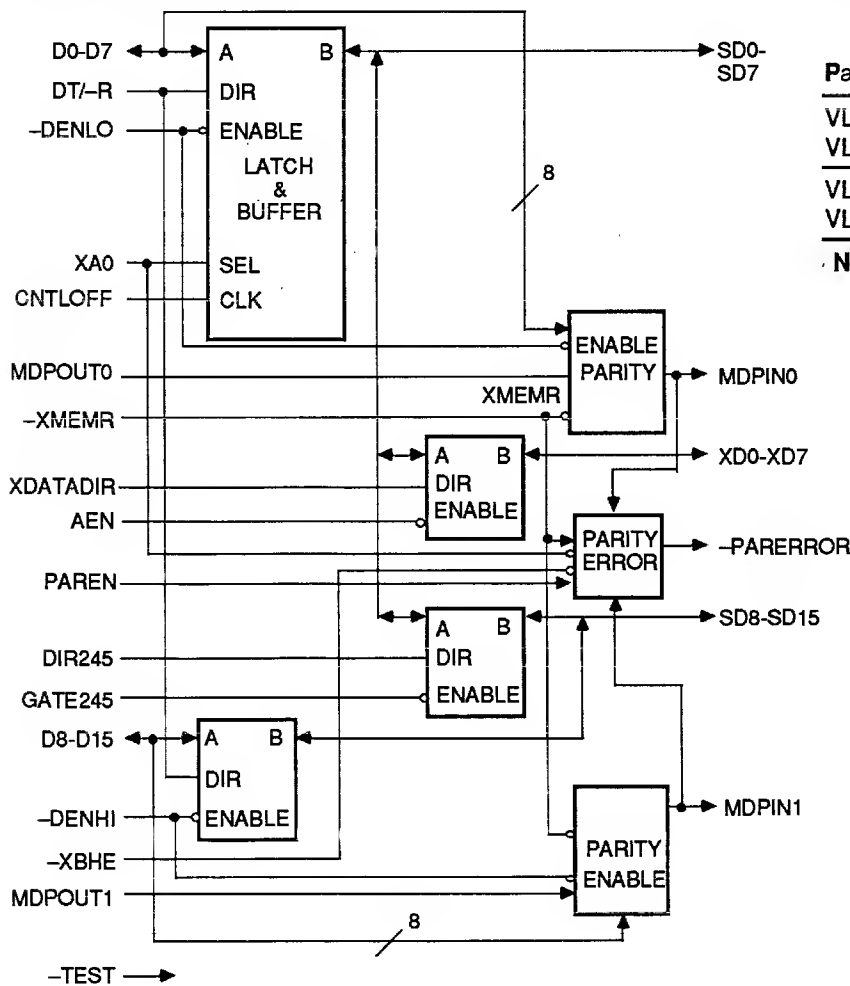 D0-D7
A B
SD0-
SD7
DT/–R
DIR
–DENLO
ENABLE
LATCH
&
BUFFER
8
XA0
SEL
CNTLOFF
CLK
ENABLE
MDPOUT0
PARITY
MDPIN0
XMEMR
–XMEMR
A B
XD0-XD7
XDATADIR
DIR
AEN
ENABLE
PARITY
ERROR
–PARERROR
PAREN
A B
SD8-SD15
DIR245
DIR
GATE245
ENABLE
D8-D15
A B
DIR
–DENHI
ENABLE
MDPIN1
–XBHE
PARITY
ENABLE
MDPOUT1
8
–TEST
Pa
VL
VL
VL
VL
N